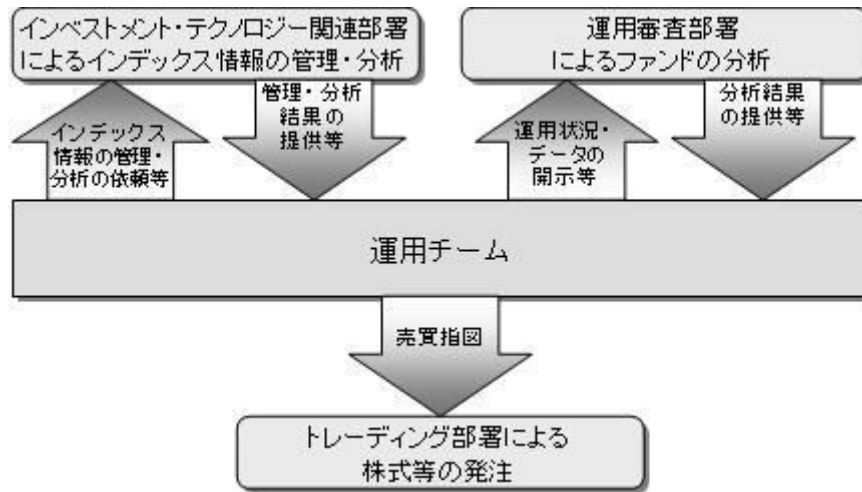 インベストメント・テクノロジー関連部署
によるインデックス情報の管理・分析
運用審査部署
によるファンドの分析
インデックス
情報の管理・
分析の依頼等
管理・分析
結果の
提供等
運用状況・
データの
開示等
分析結果
の提供等
運用チーム
売買指図
トレーディング部署による
株式等の発注